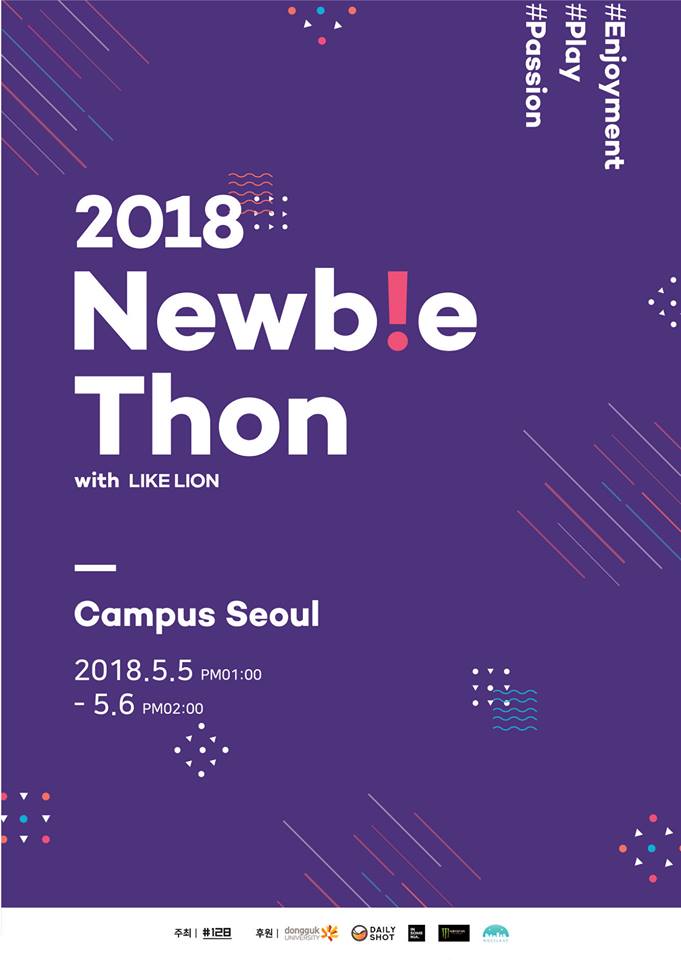 #Enjoyment
#Play
#Passion
2018
Newb!e
Thon
with LIKE LION
Campus Seoul
2018.5.5 PM01:00
- 5.6 PM02:00
주최 | #128
후원 | dongguk UNIVERSITY DAILY SHOT